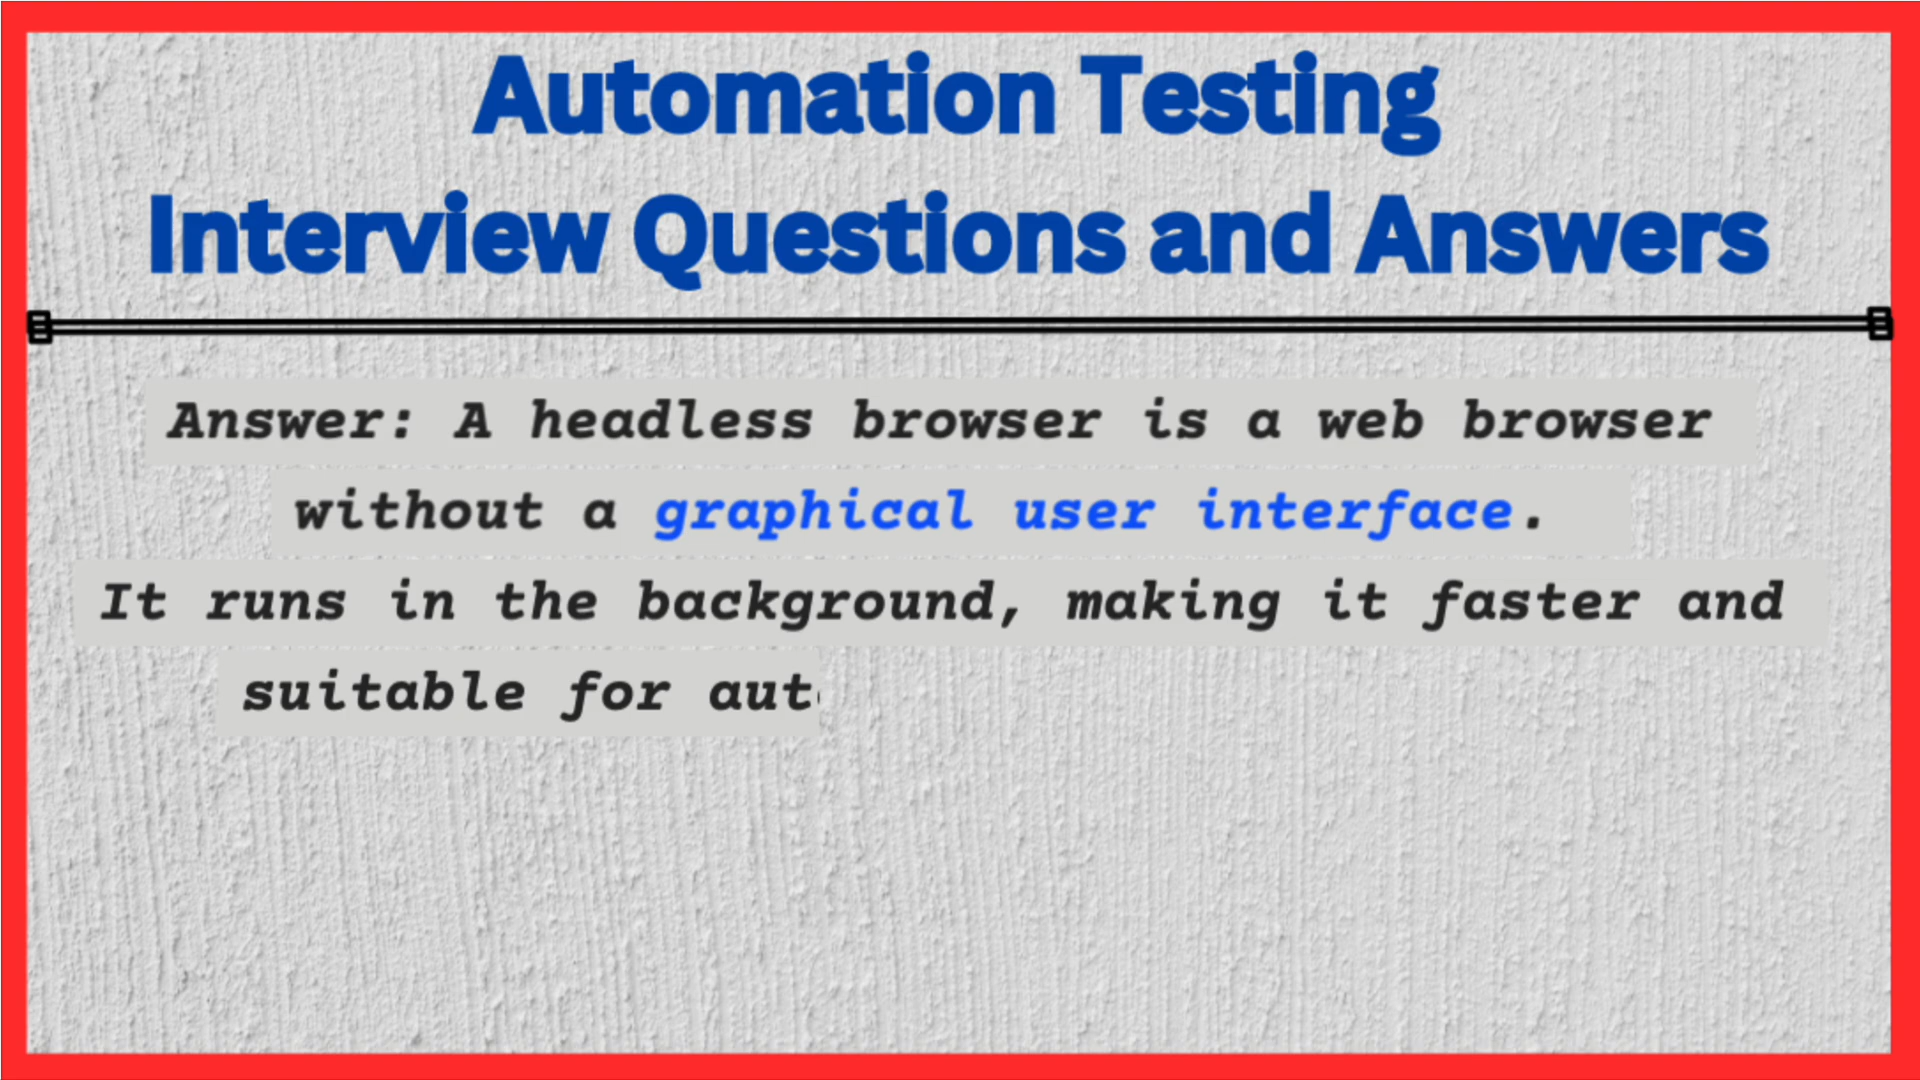 Automation Testing
Interview Questions and Answers
Answer: A headless browser is a web browser
without a graphical user interface.
It runs in the background, making it faster and
suitable for